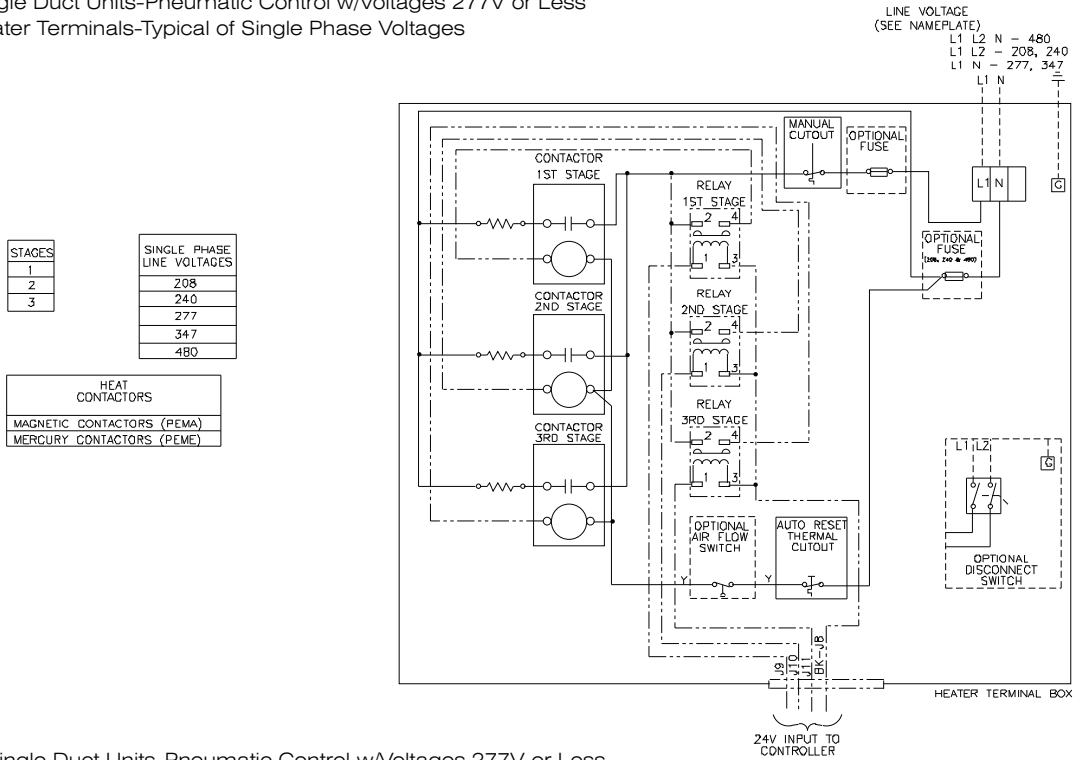 gle Duct Units-Pneumatic Control w/Voltages 277V or Less
ater Terminals-Typical of Single Phase Voltages
LINE VOLTAGE
(SEE NAMEPLATE)
L1 L2 N - 480
L1 L2 - 208, 240
L1 N - 277, 347
L1 N
MANUAL
CUTOUT
OPTIONAL
FUSE
CONTACTOR
1ST STAGE
RELAY
1ST STAGE
2 4
1 3
L1 N
G
OPTIONAL
FUSE
(208, 240 & 480)
STAGES
1
2
3
SINGLE PHASE
LINE VOLTAGES
208
240
277
347
480
CONTACTOR
2ND STAGE
RELAY
2ND STAGE
2 4
1 3
HEAT
CONTACTORS
MAGNETIC CONTACTORS (PEMA)
MERCURY CONTACTORS (PEME)
CONTACTOR
3RD STAGE
RELAY
3RD STAGE
2 4
1 3
L1 L2
G
OPTIONAL
DISCONNECT
SWITCH
OPTIONAL
AIR FLOW
SWITCH
AUTO RESET
THERMAL
CUTOUT
Y
Y
J9
J10
J11
BK-J8
HEATER TERMINAL BOX
24V INPUT TO
CONTROLLER
ingle Duct Units-Pneumatic Control w/Voltages 277V or Less